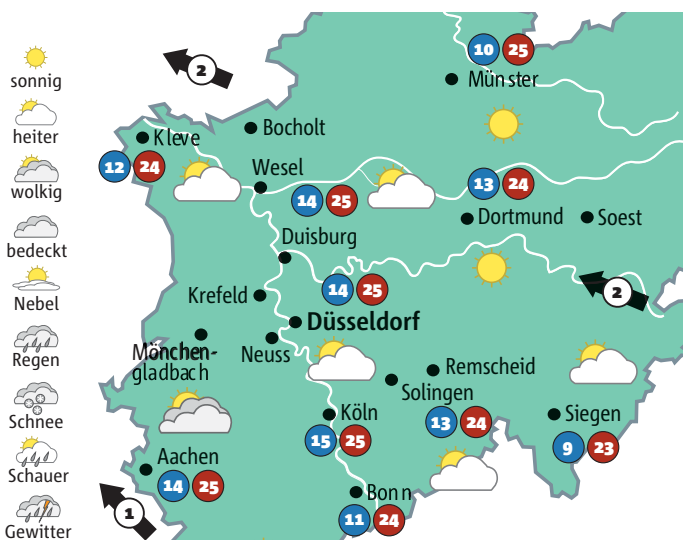 sonnig
heiter
wolkig
bedeckt
Nebel
Regen
Schnee
Schauer
Gewitter
2
10 25
Münster
Bocholt
Kleve
12 24
Wesel
14 25
13 24
Dortmund
Soest
Duisburg
14 25
2
Krefeld
Düsseldorf
Neuss
Mönchen-
gladbach
Remscheid
Solingen
13 24
Köln
15 25
Siegen
9 23
Aachen
14 25
1
Bonn
11 24